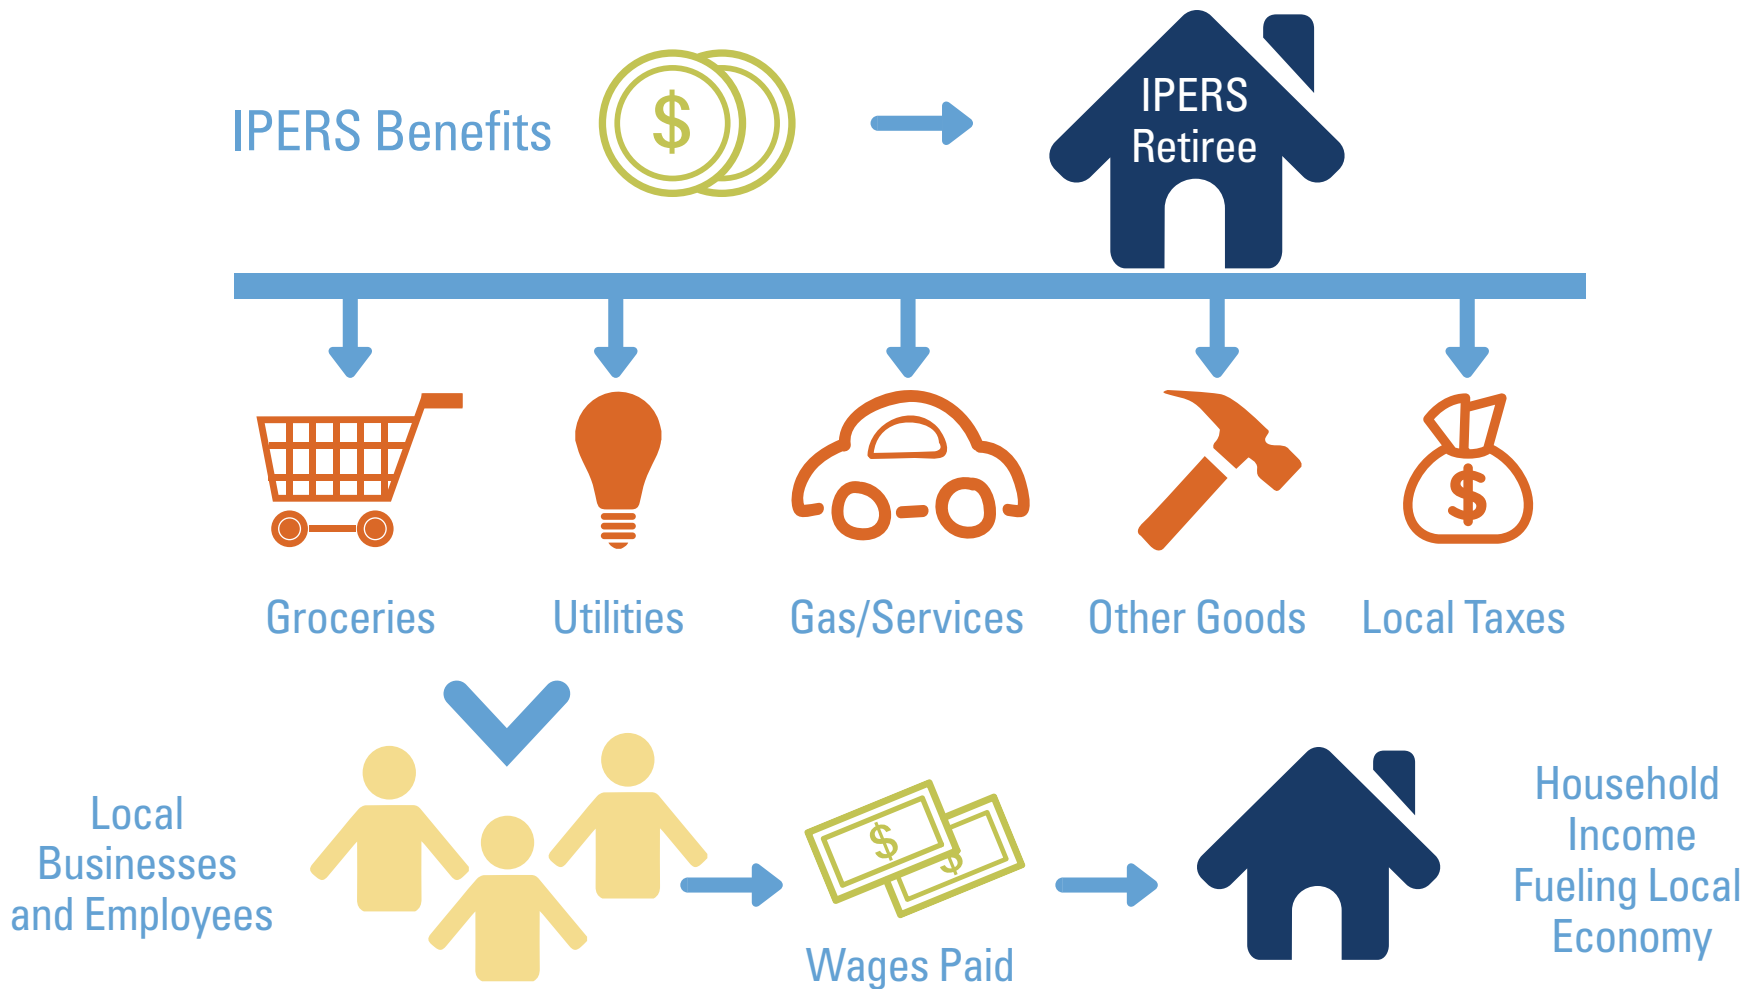 IPERS Benefits
$
IPERS
Retiree
$
Groceries
Utilities
Gas/Services
Other Goods
Local Taxes
Local
Businesses
and Employees
$
$
Wages Paid
Household
Income
Fueling Local
Economy